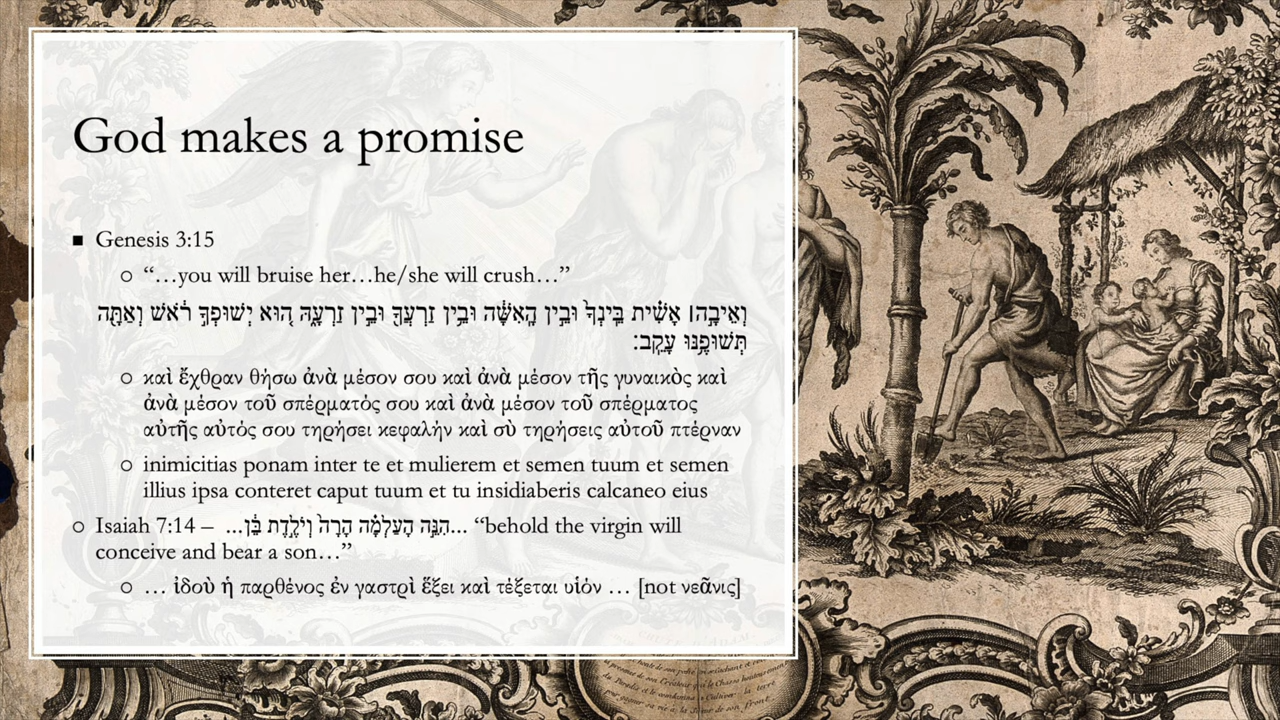 God makes a promise
■ Genesis 3:15
○ “…you will bruise her…he/she will crush…”
וְאֵיבָ֣ה׀ אָשִׁ֗ית בֵּֽינְךָ֙ וּבֵ֣ין הָֽאִשָּׁ֔ה וּבֵ֥ין זַרְעֲךָ֖ וּבֵ֣ין זַרְעָ֑הּ ה֚וּא יְשׁוּפְךָ֣ רֹ֔אשׁ וְאַתָּ֖ה
תְּשׁוּפֶ֥נּוּ עָקֵֽב׃
○ καὶ ἔχθραν θήσω ἀνὰ μέσον σου καὶ ἀνὰ μέσον τῆς γυναικὸς καὶ
ἀνὰ μέσον τοῦ σπέρματός σου καὶ ἀνὰ μέσον τοῦ σπέρματος
αὐτῆς αὐτός σου τηρήσει κεφαλήν καὶ σὺ τηρήσεις αὐτοῦ πτέρναν
○ inimicitias ponam inter te et mulierem et semen tuum et semen
illius ipsa conteret caput tuum et tu insidiaberis calcaneo eius
○ Isaiah 7:14 – …הִנֵּ֣ה הָעַלְמָ֗ה הָרָה֙ וְיֹלֶ֣דֶת בֵּ֔ן... “behold the virgin will
conceive and bear a son…”
○ … ἰδοὺ ἡ παρθένος ἐν γαστρὶ ἕξει καὶ τέξεται υἱόν … [not νεᾶνις]